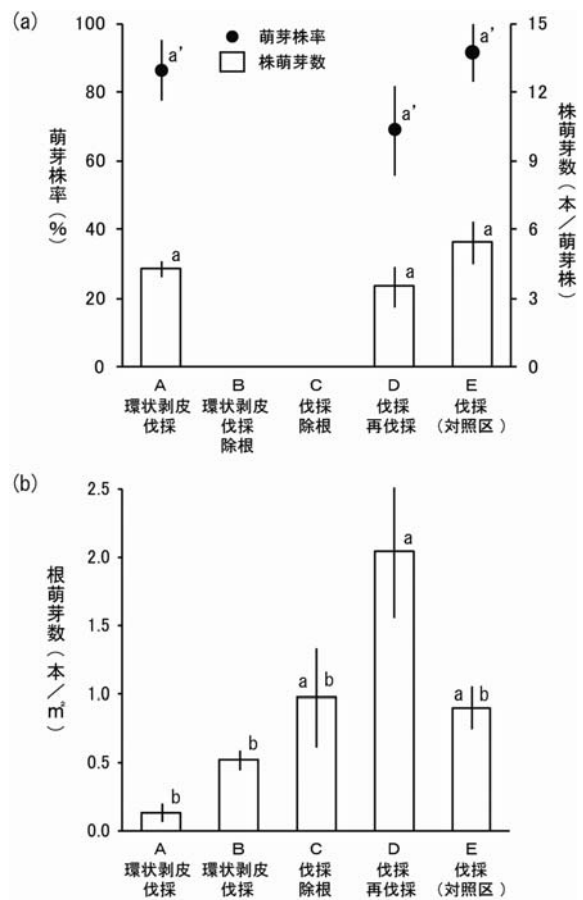 (a)
萌芽株率
株萌芽数
100
80
60
40
20
0
萌芽株率(%)
15
12
9
6
3
0
株萌芽数(本/萌芽株)
a'
a'
a'
a
a
a
A
環状剥皮
伐採
B
環状剥皮
伐採
除根
C
伐採
除根
D
伐採
再伐採
E
伐採
(対照区)
(b)
2.5
2.0
1.5
1.0
0.5
0.0
根萌芽数(本/㎡)
b
b
a b
a
a b
A
環状剥皮
伐採
B
環状剥皮
伐採
C
伐採
除根
D
伐採
再伐採
E
伐採
(対照区)